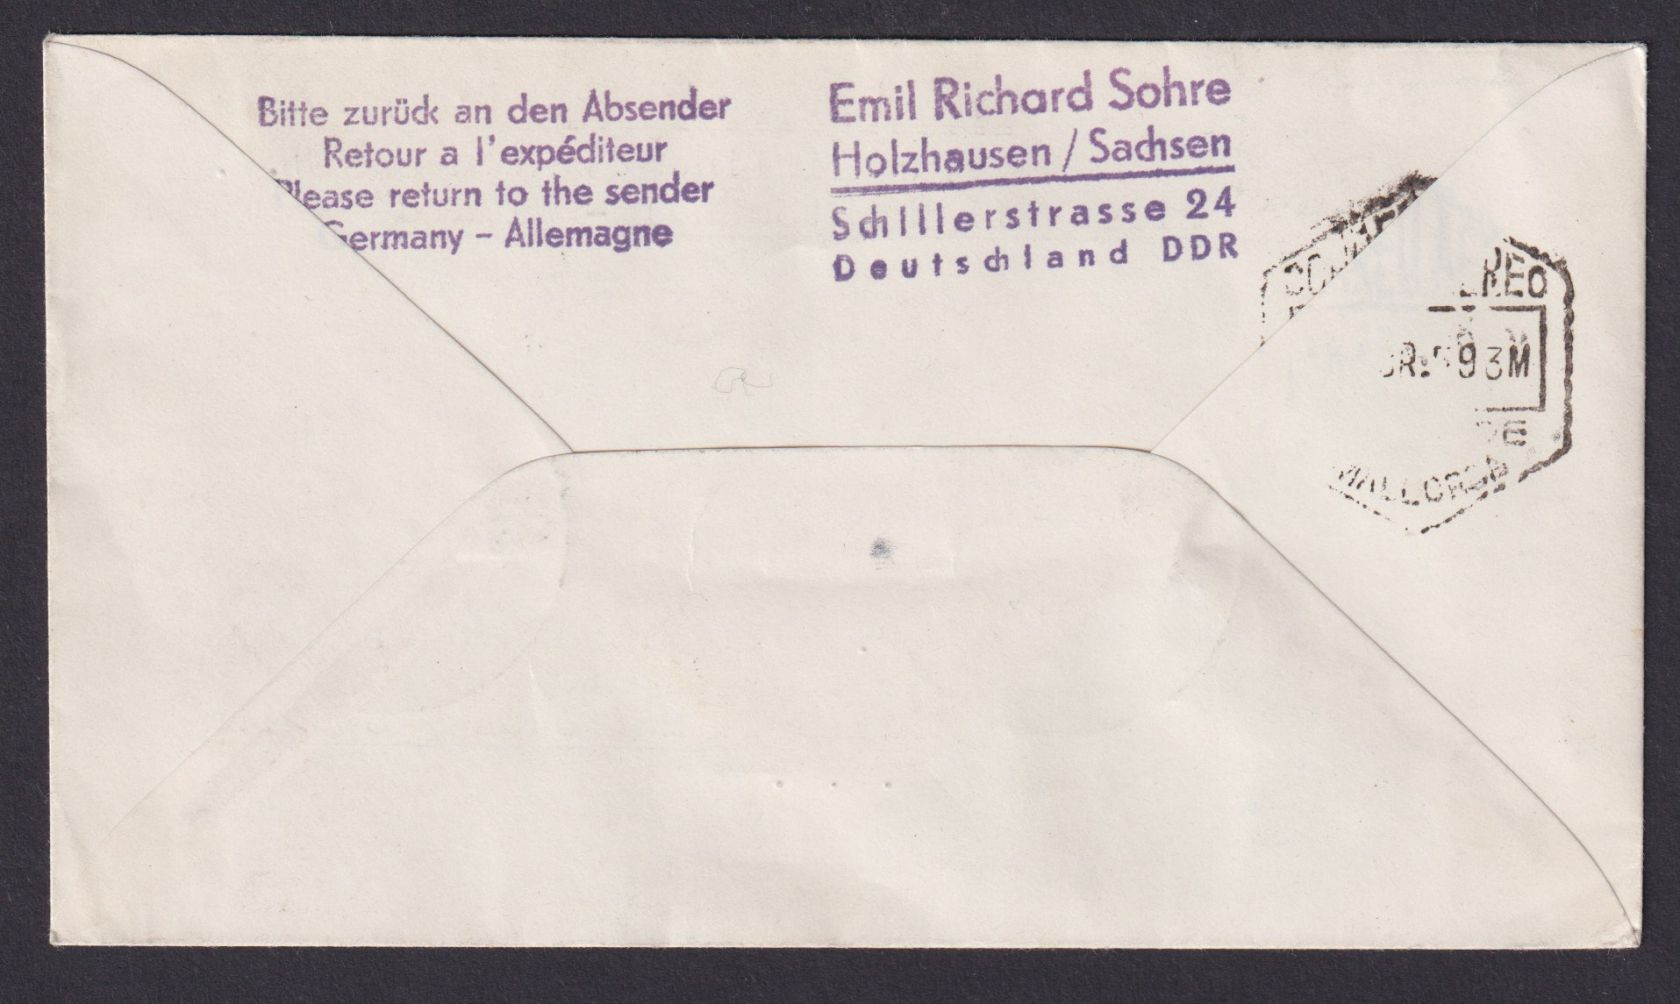 Bitte zurück an den Absender
Retour a l'expéditeur
Please return to the sender
Germany - Allemagne
Emil Richard Sohre
Holzhausen / Sachsen
Schillerstrasse 24
Deutschland DDR
MALLORCA